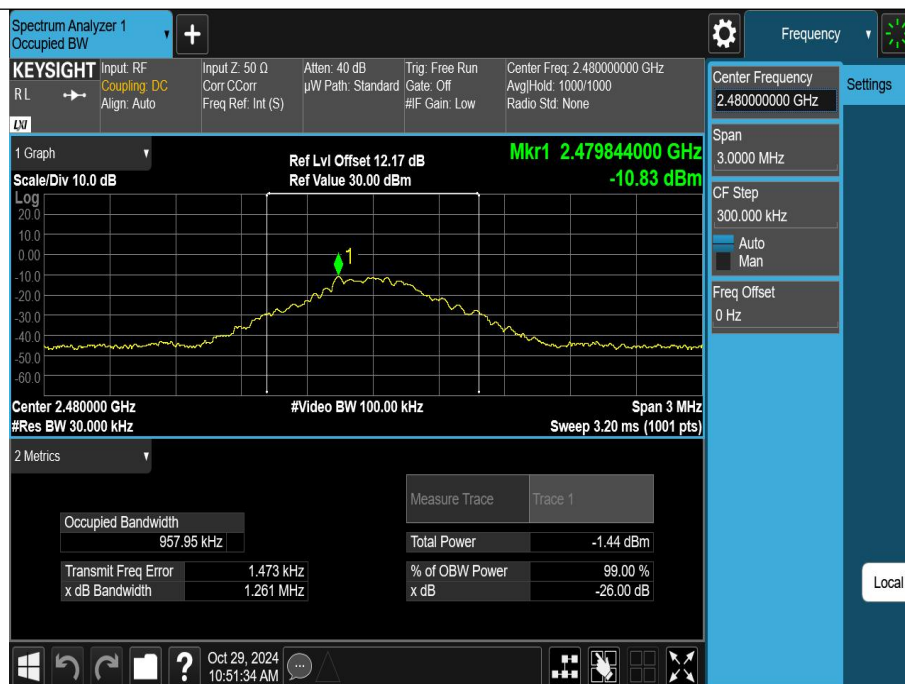 Spectrum Analyzer 1
Occupied BW
Frequency
KEYSIGHT
RL
LXI
Input: RF
Coupling: DC
Align: Auto
Input Z: 50 Ω
Corr CCorr
Freq Ref: Int (S)
Atten: 40 dB
µW Path: Standard
Trig: Free Run
Gate: Off
#IF Gain: Low
Center Freq: 2.480000000 GHz
Avg|Hold: 1000/1000
Radio Std: None
Center Frequency
2.480000000 GHz
Settings
Span
3.0000 MHz
CF Step
300.000 kHz
Auto
Man
Freq Offset
0 Hz
Local
1 Graph
Scale/Div 10.0 dB
Ref Lvl Offset 12.17 dB
Ref Value 30.00 dBm
Mkr1 2.479844000 GHz
-10.83 dBm
Log
20.0
10.0
0.00
-10.0
-20.0
-30.0
-40.0
-50.0
-60.0
1
Center 2.480000 GHz
#Res BW 30.000 kHz
#Video BW 100.00 kHz
Span 3 MHz
Sweep 3.20 ms (1001 pts)
2 Metrics
Measure Trace Trace 1
Occupied Bandwidth
957.95 kHz
Total Power -1.44 dBm
Transmit Freq Error 1.473 kHz
% of OBW Power 99.00 %
x dB Bandwidth 1.261 MHz
x dB -26.00 dB
?
Oct 29, 2024
10:51:34 AM